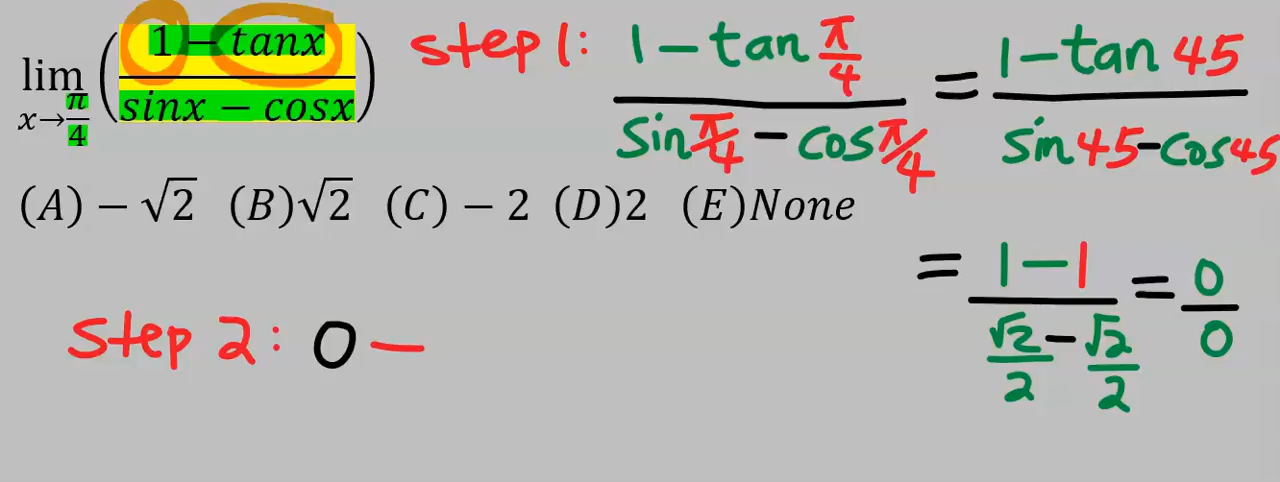 lim x→π/4 ((1 − tanx)/(sinx − cosx))
step 1: (1 − tan π/4)/(sin π/4 − cos π/4) = (1 − tan 45)/(sin 45 − cos 45)
(A) − √2 (B)√2 (C) − 2 (D)2 (E)None
= (1 − 1)/(√2/2 − √2/2) = 0/0
step 2: 0 −